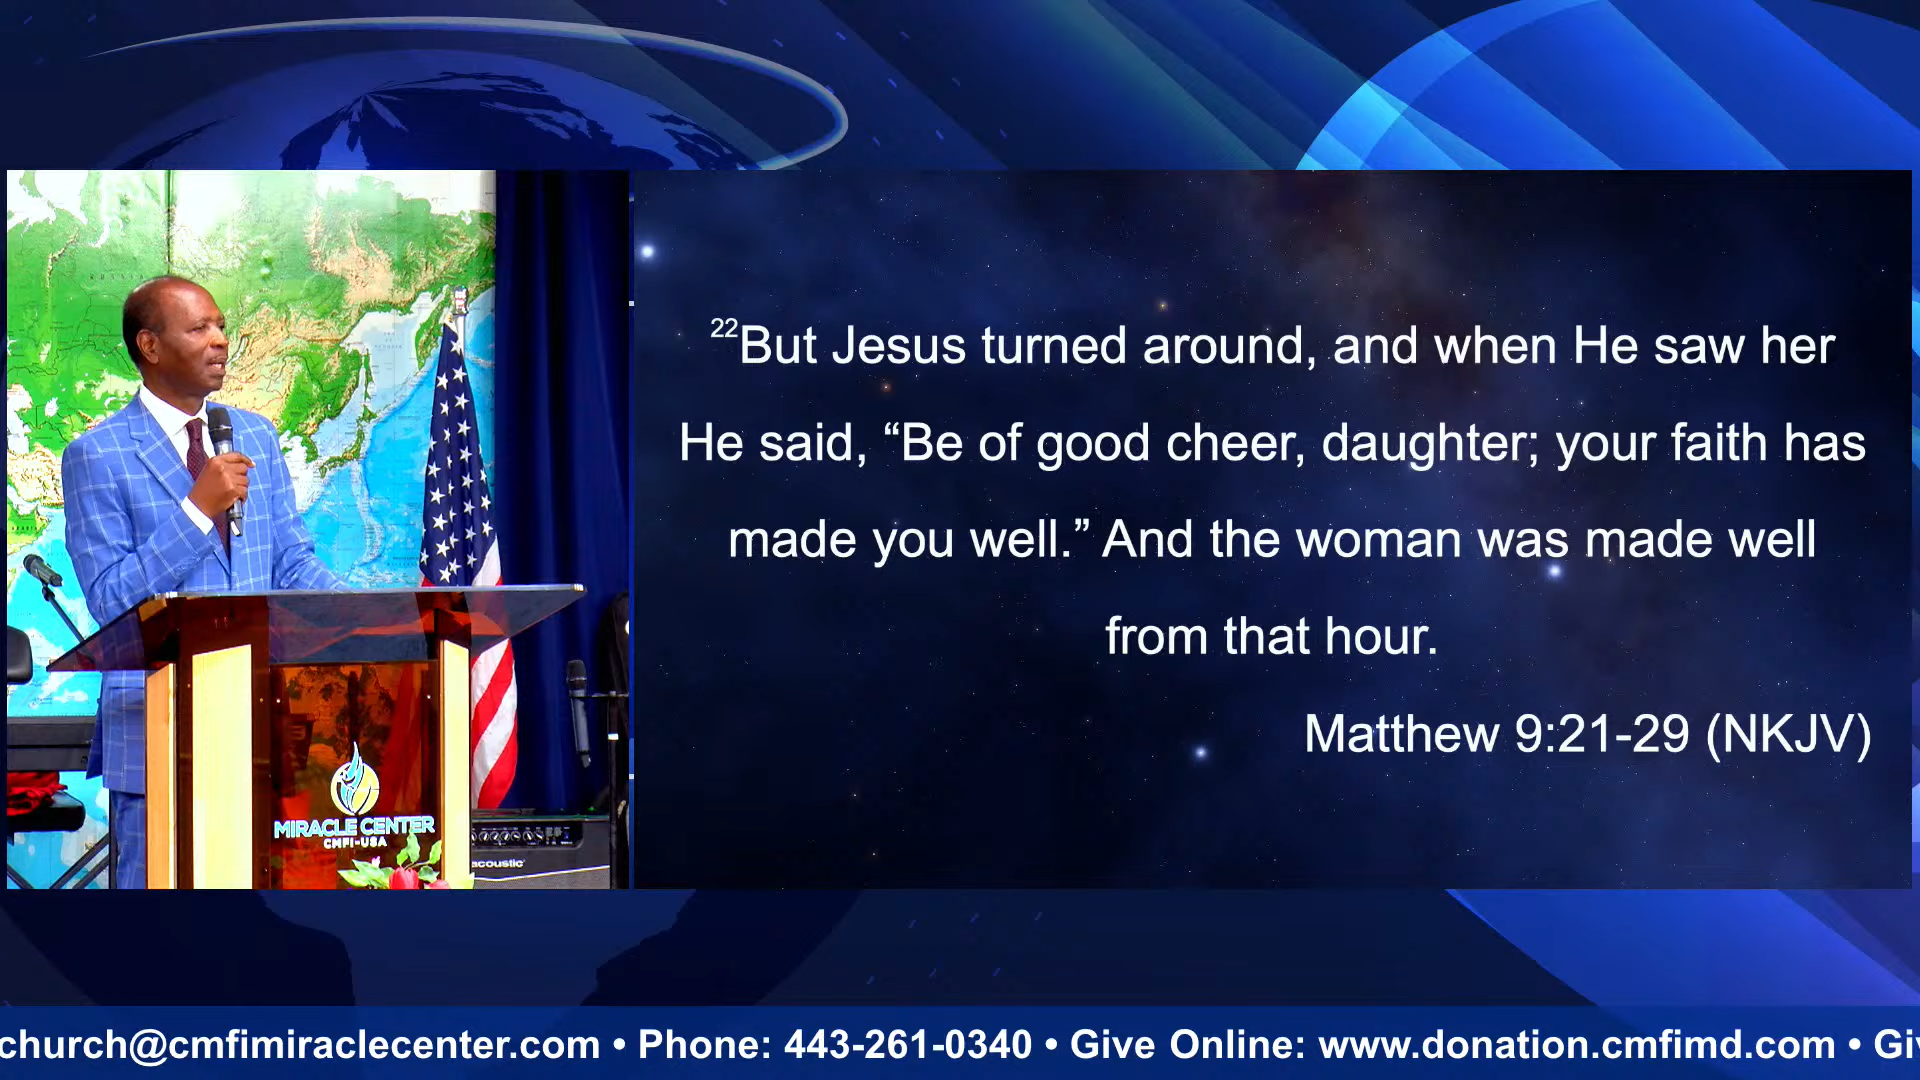 22But Jesus turned around, and when He saw her
He said, “Be of good cheer, daughter; your faith has
made you well.” And the woman was made well
from that hour.
Matthew 9:21-29 (NKJV)
MIRACLE CENTER
CMFI-USA
acoustic
church@cmfimiraclecenter.com • Phone: 443-261-0340 • Give Online: www.donation.cmfimd.com •